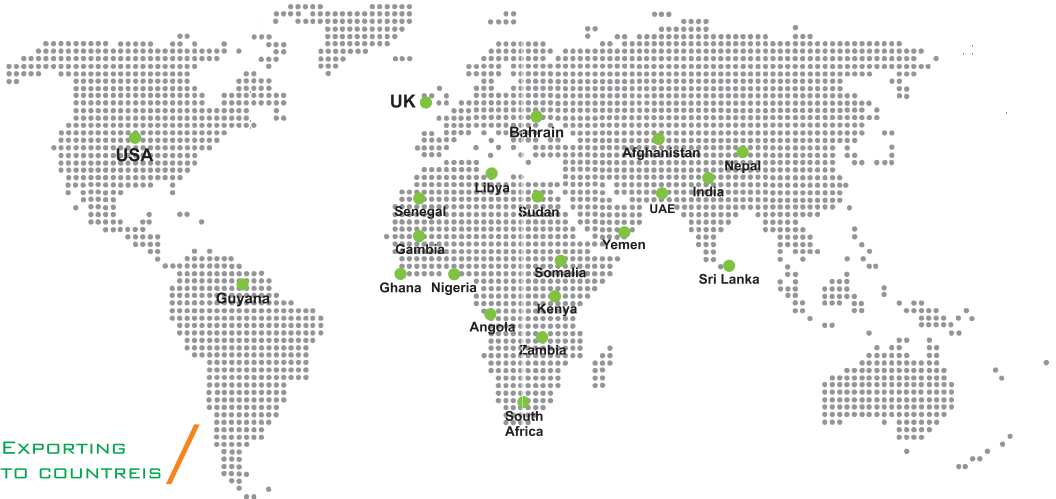 UK
Bahrain
USA
Afghanistan
Nepal
Libya
India
Senegal
Sudan
UAE
Gambia
Yemen
Somalia
Sri Lanka
Ghana
Nigeria
Guyana
Kenya
Angola
Zambia
South
Africa
EXPORTING
TO COUNTREIS